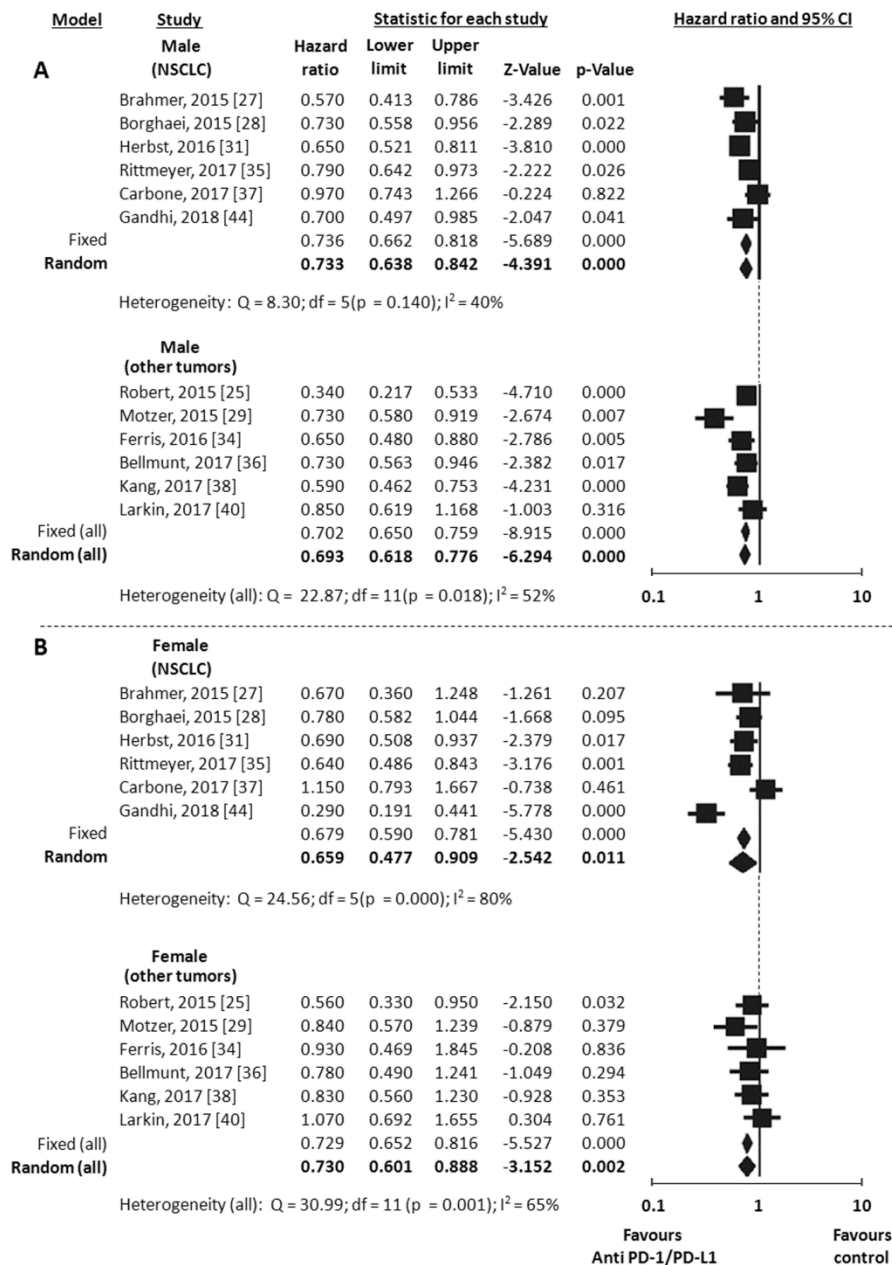 Model Study Statistic for each study Hazard ratio and 95% CI
A
Male
(NSCLC)
Hazard ratio Lower limit Upper limit Z-Value p-Value
Brahmer, 2015 [27] 0.570 0.413 0.786 -3.426 0.001
Borghaei, 2015 [28] 0.730 0.558 0.956 -2.289 0.022
Herbst, 2016 [31] 0.650 0.521 0.811 -3.810 0.000
Rittmeyer, 2017 [35] 0.790 0.642 0.973 -2.222 0.026
Carbone, 2017 [37] 0.970 0.743 1.266 -0.224 0.822
Gandhi, 2018 [44] 0.700 0.497 0.985 -2.047 0.041
Fixed 0.736 0.662 0.818 -5.689 0.000
Random 0.733 0.638 0.842 -4.391 0.000
Heterogeneity: Q = 8.30; df = 5(p = 0.140); I² = 40%
Male
(other tumors)
Robert, 2015 [25] 0.340 0.217 0.533 -4.710 0.000
Motzer, 2015 [29] 0.730 0.580 0.919 -2.674 0.007
Ferris, 2016 [34] 0.650 0.480 0.880 -2.786 0.005
Bellmunt, 2017 [36] 0.730 0.563 0.946 -2.382 0.017
Kang, 2017 [38] 0.590 0.462 0.753 -4.231 0.000
Larkin, 2017 [40] 0.850 0.619 1.168 -1.003 0.316
Fixed (all) 0.702 0.650 0.759 -8.915 0.000
Random (all) 0.693 0.618 0.776 -6.294 0.000
Heterogeneity (all): Q = 22.87; df = 11(p = 0.018); I² = 52%
0.1 1 10
B
Female
(NSCLC)
Brahmer, 2015 [27] 0.670 0.360 1.248 -1.261 0.207
Borghaei, 2015 [28] 0.780 0.582 1.044 -1.668 0.095
Herbst, 2016 [31] 0.690 0.508 0.937 -2.379 0.017
Rittmeyer, 2017 [35] 0.640 0.486 0.843 -3.176 0.001
Carbone, 2017 [37] 1.150 0.793 1.667 -0.738 0.461
Gandhi, 2018 [44] 0.290 0.191 0.441 -5.778 0.000
Fixed 0.679 0.590 0.781 -5.430 0.000
Random 0.659 0.477 0.909 -2.542 0.011
Heterogeneity: Q = 24.56; df = 5(p = 0.000); I² = 80%
Female
(other tumors)
Robert, 2015 [25] 0.560 0.330 0.950 -2.150 0.032
Motzer, 2015 [29] 0.840 0.570 1.239 -0.879 0.379
Ferris, 2016 [34] 0.930 0.469 1.845 -0.208 0.836
Bellmunt, 2017 [36] 0.780 0.490 1.241 -1.049 0.294
Kang, 2017 [38] 0.830 0.560 1.230 -0.928 0.353
Larkin, 2017 [40] 1.070 0.692 1.655 0.304 0.761
Fixed (all) 0.729 0.652 0.816 -5.527 0.000
Random (all) 0.730 0.601 0.888 -3.152 0.002
Heterogeneity (all): Q = 30.99; df = 11 (p = 0.001); I² = 65%
0.1 1 10
Favours Anti PD-1/PD-L1
Favours control